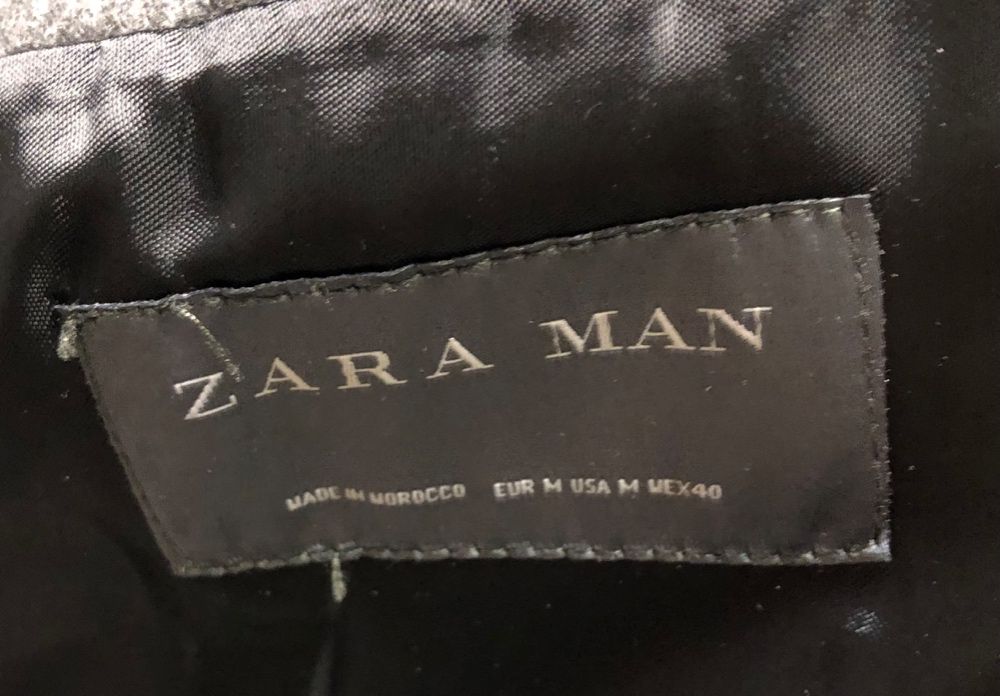 ZARA MAN
MADE IN MOROCCO EUR M USA M MEX40